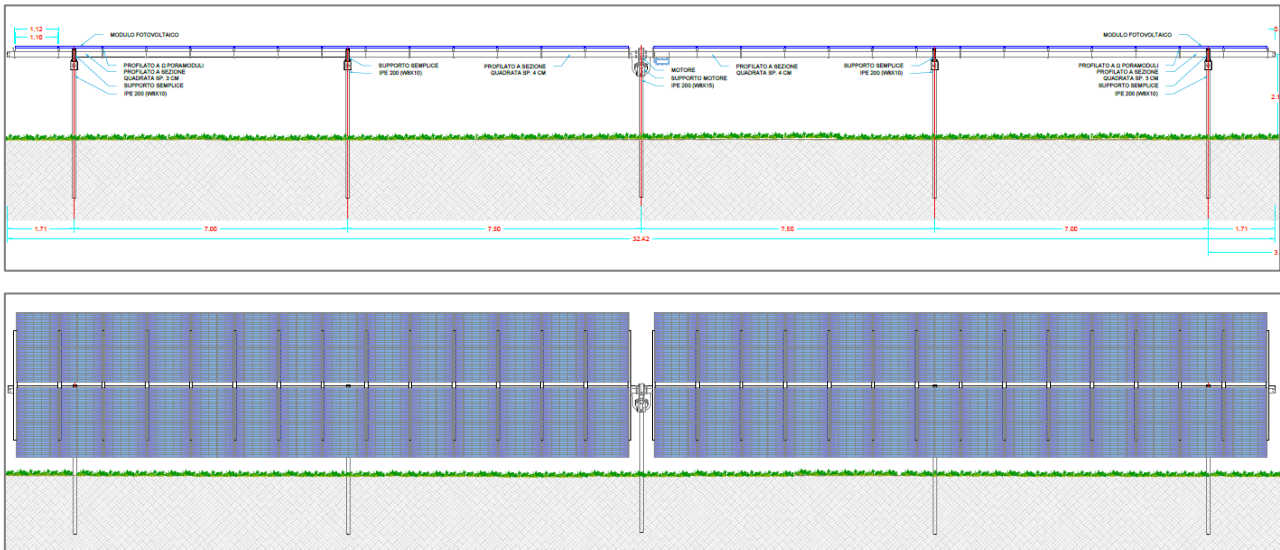 1.12
1.10
MODULO FOTOVOLTAICO
PROFILATO A Ω PORAMODULI
PROFILATO A SEZIONE
QUADRATA SP. 3 CM
SUPPORTO SEMPLICE
IPE 200 (W8X10)
SUPPORTO SEMPLICE
IPE 200 (W8X10)
PROFILATO A SEZIONE
QUADRATA SP. 4 CM
MOTORE
SUPPORTO MOTORE
IPE 200 (W8X15)
PROFILATO A SEZIONE
QUADRATA SP. 4 CM
SUPPORTO SEMPLICE
IPE 200 (W8X10)
MODULO FOTOVOLTAICO
PROFILATO A Ω PORAMODULI
PROFILATO A SEZIONE
QUADRATA SP. 3 CM
SUPPORTO SEMPLICE
IPE 200 (W8X10)
1.71
7.00
7.50
7.50
7.00
1.71
32.42